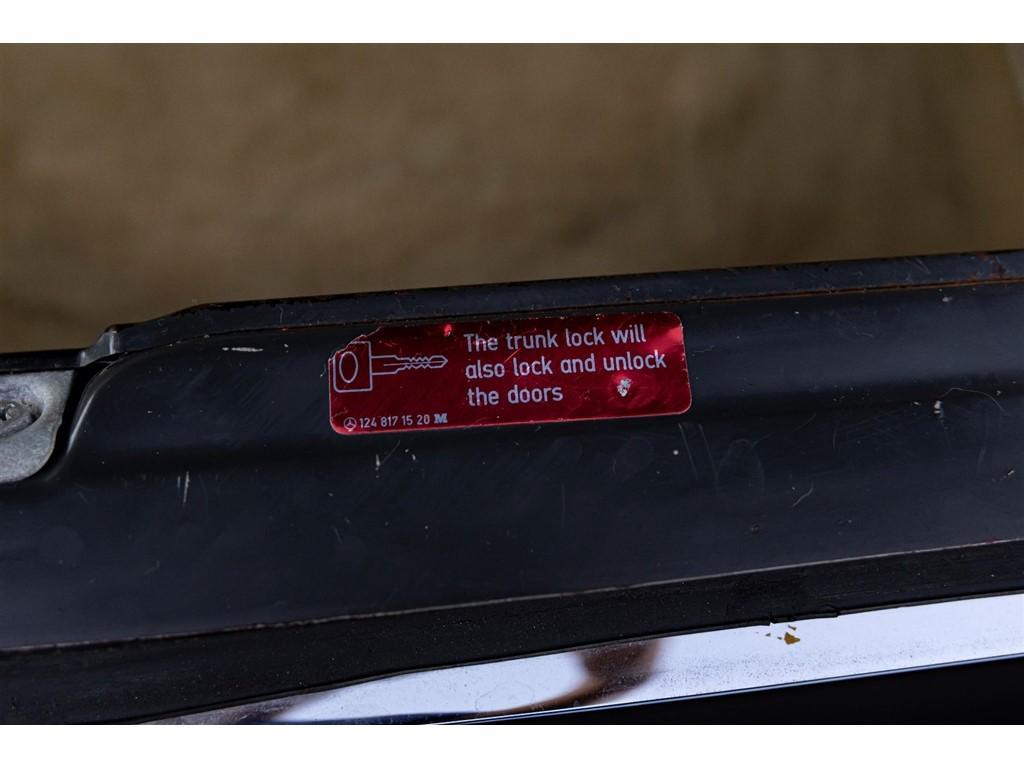 The trunk lock will
also lock and unlock
the doors
124 817 15 20 M